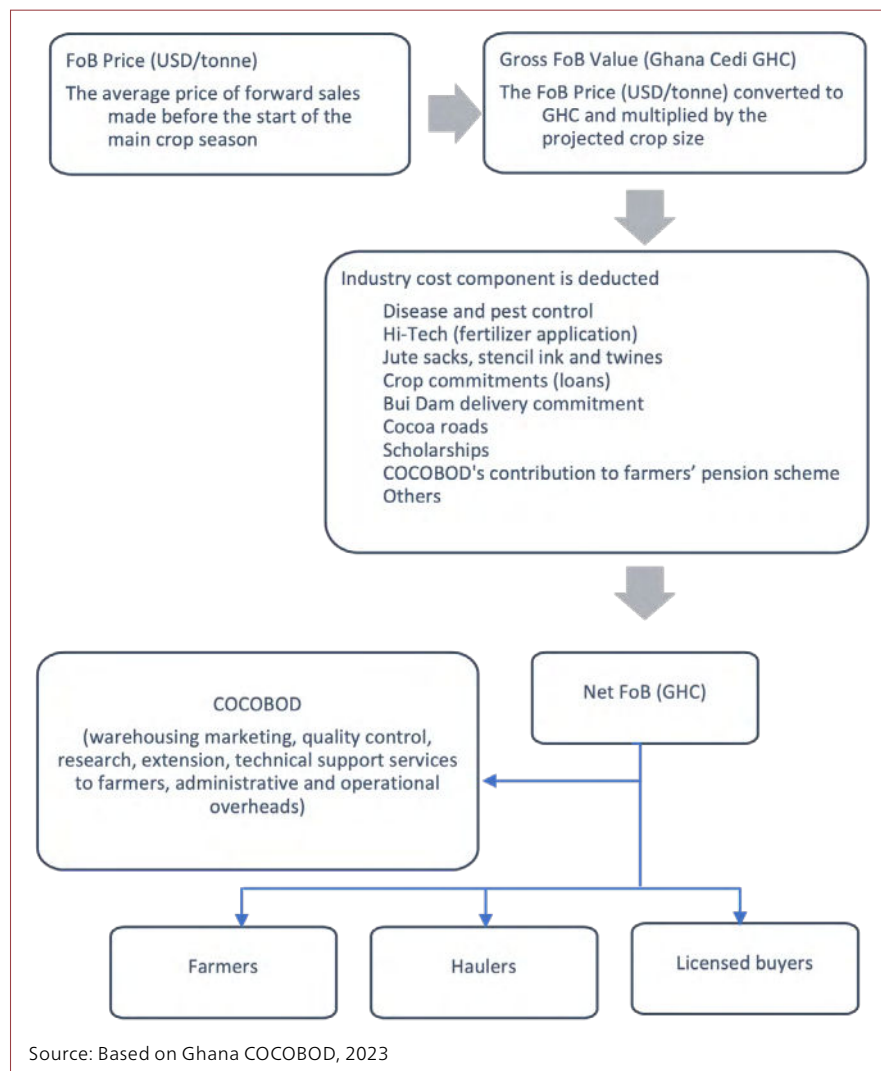 FoB Price (USD/tonne)
The average price of forward sales
made before the start of the
main crop season
Gross FoB Value (Ghana Cedi GHC)
The FoB Price (USD/tonne) converted to
GHC and multiplied by the
projected crop size
Industry cost component is deducted
Disease and pest control
Hi-Tech (fertilizer application)
Jute sacks, stencil ink and twines
Crop commitments (loans)
Bui Dam delivery commitment
Cocoa roads
Scholarships
COCOBOD's contribution to farmers’ pension scheme
Others
Net FoB (GHC)
COCOBOD
(warehousing marketing, quality control,
research, extension, technical support services
to farmers, administrative and operational
overheads)
Farmers
Haulers
Licensed buyers
Source: Based on Ghana COCOBOD, 2023